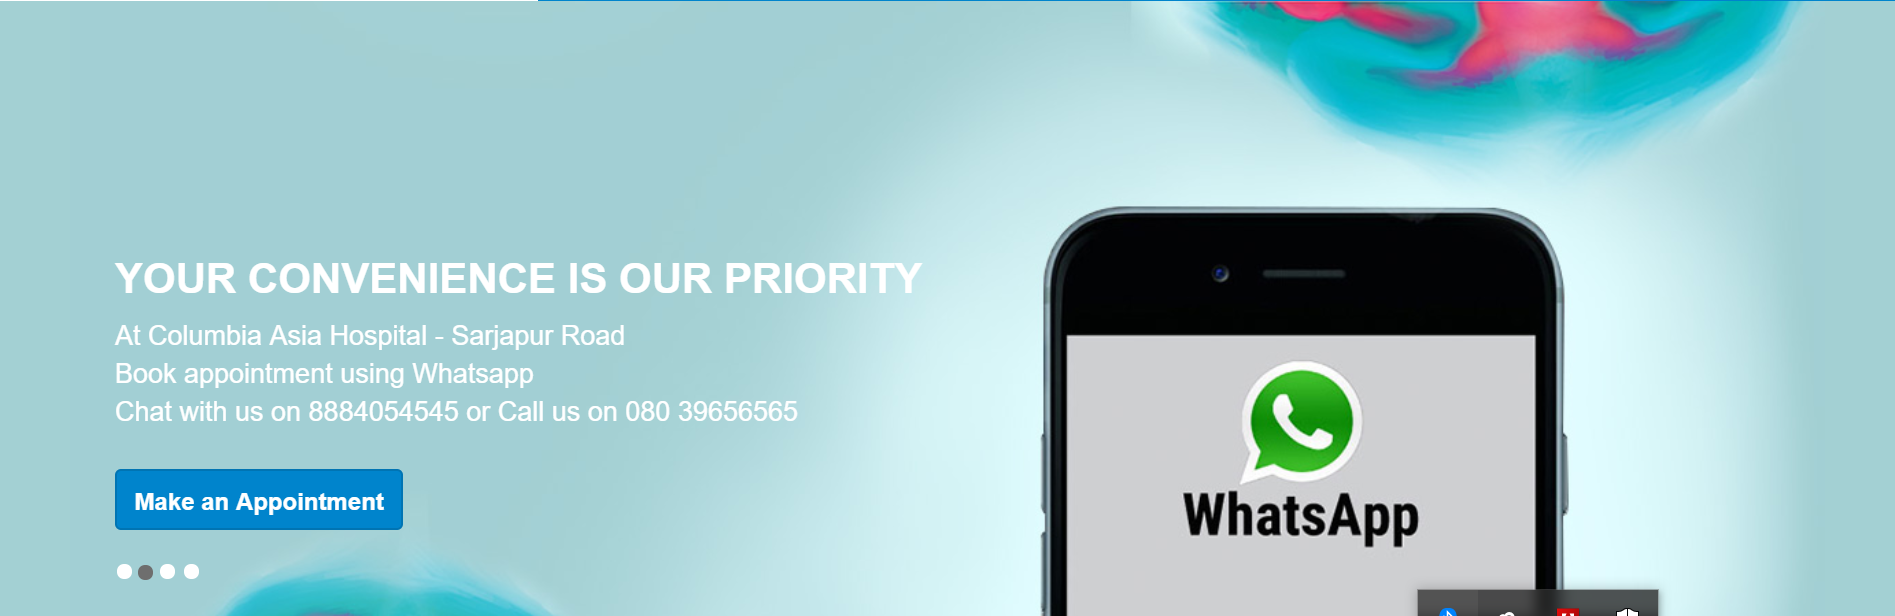 YOUR CONVENIENCE IS OUR PRIORITY
At Columbia Asia Hospital - Sarjapur Road
Book appointment using Whatsapp
Chat with us on 8884054545 or Call us on 080 39656565
Make an Appointment
WhatsApp